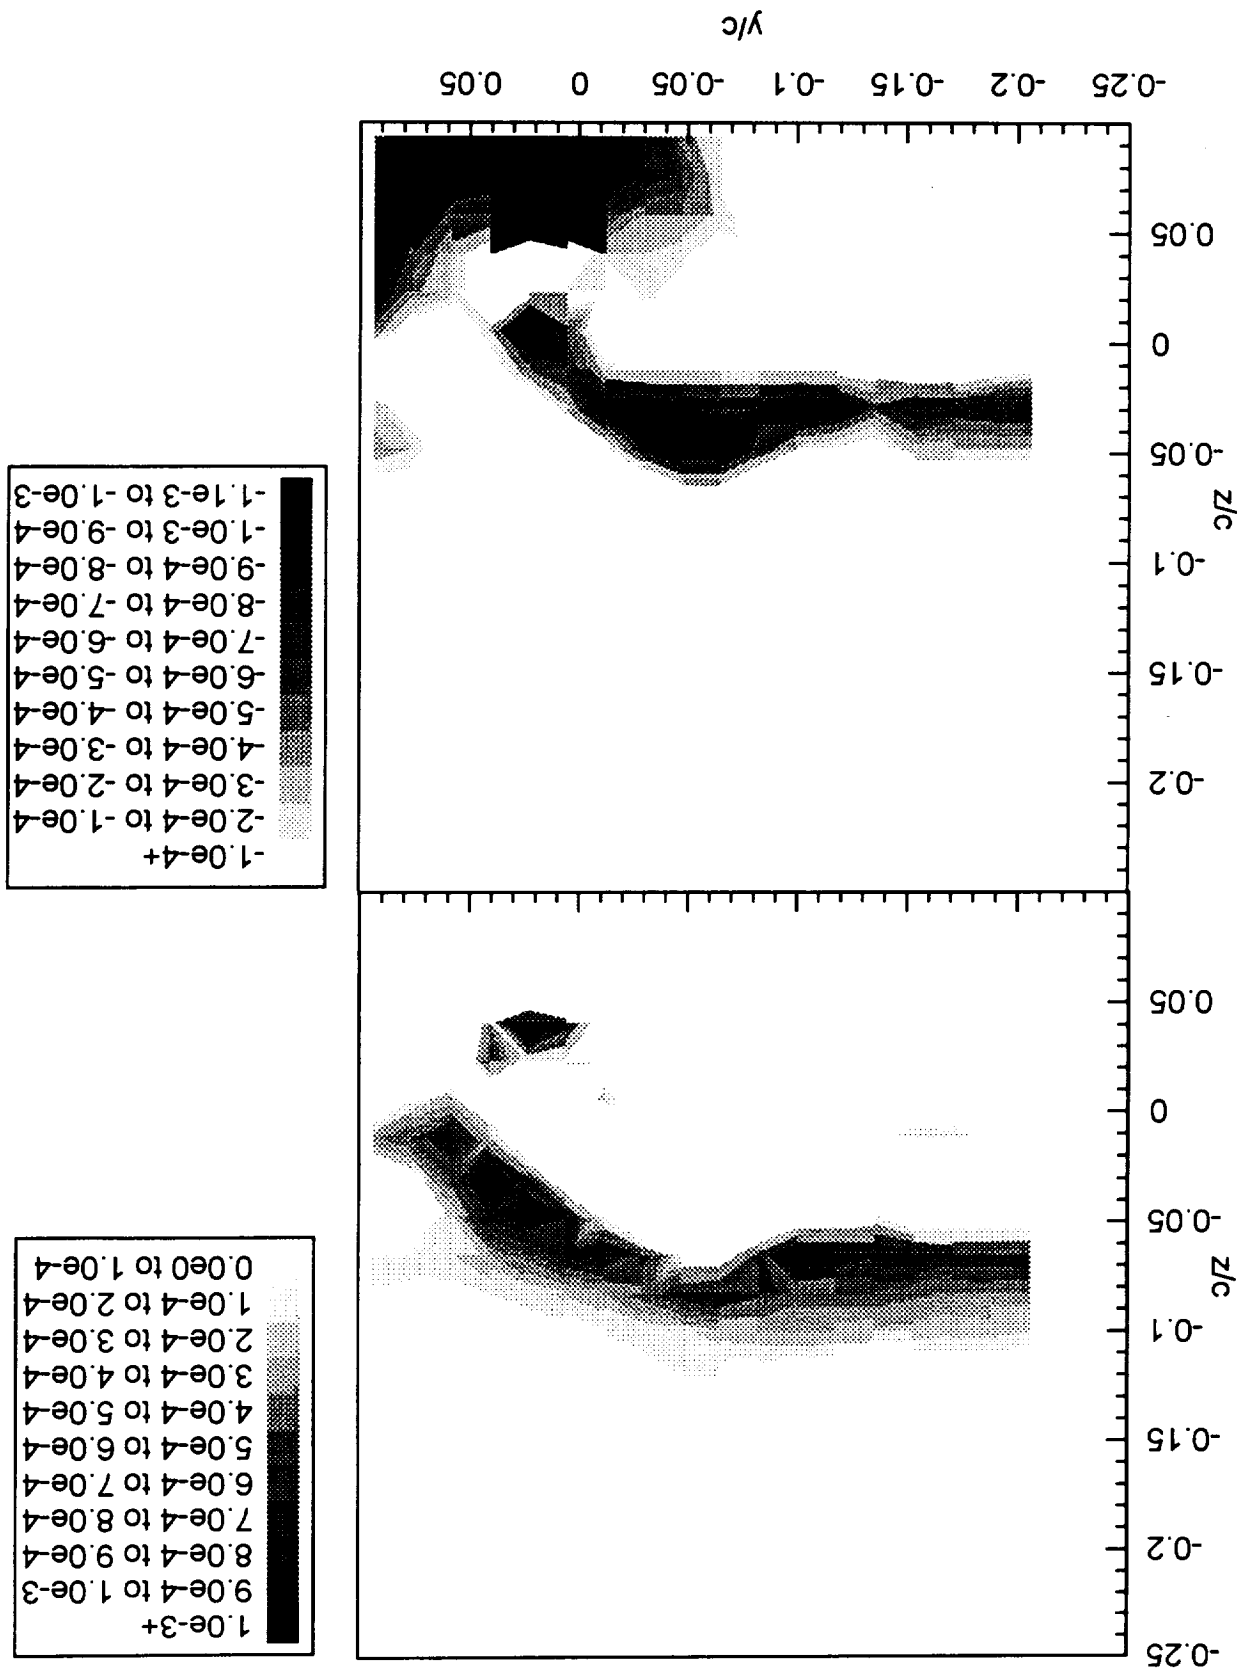 -0.25
-0.2
-0.15
-0.1
z/c
-0.05
0
0.05
1.0e-3+
9.0e-4 to 1.0e-3
8.0e-4 to 9.0e-4
7.0e-4 to 8.0e-4
6.0e-4 to 7.0e-4
5.0e-4 to 6.0e-4
4.0e-4 to 5.0e-4
3.0e-4 to 4.0e-4
2.0e-4 to 3.0e-4
1.0e-4 to 2.0e-4
0.0e0 to 1.0e-4
-0.2
-0.15
-0.1
z/c
-0.05
0
0.05
-1.0e-4+
-2.0e-4 to -1.0e-4
-3.0e-4 to -2.0e-4
-4.0e-4 to -3.0e-4
-5.0e-4 to -4.0e-4
-6.0e-4 to -5.0e-4
-7.0e-4 to -6.0e-4
-8.0e-4 to -7.0e-4
-9.0e-4 to -8.0e-4
-1.0e-3 to -9.0e-4
-1.1e-3 to -1.0e-3
-0.25 -0.2 -0.15 -0.1 -0.05 0 0.05
y/c